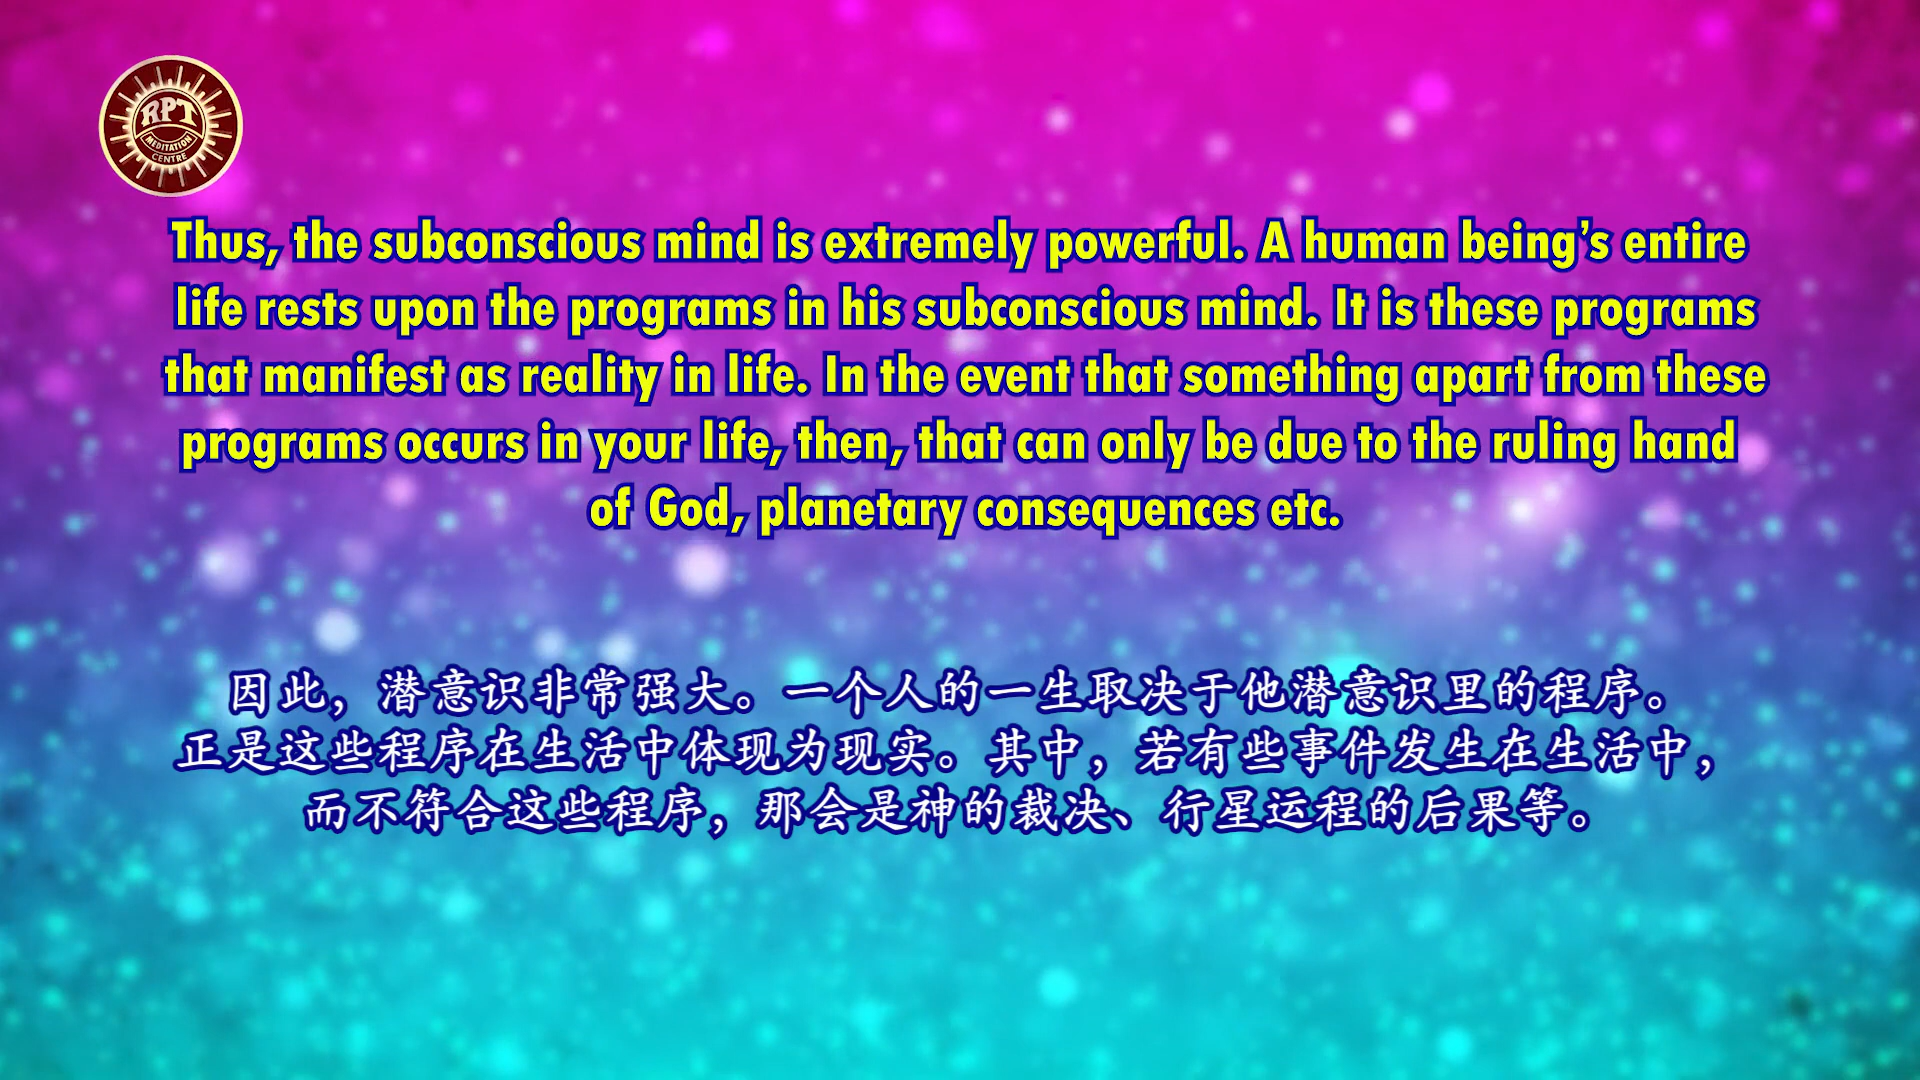 RPT
MEDITATION
CENTRE
Thus, the subconscious mind is extremely powerful. A human being’s entire
life rests upon the programs in his subconscious mind. It is these programs
that manifest as reality in life. In the event that something apart from these
programs occurs in your life, then, that can only be due to the ruling hand
of God, planetary consequences etc.
因此，潜意识非常强大。一个人的一生取决于他潜意识里的程序。
正是这些程序在生活中体现为现实。其中，若有些事件发生在生活中，
而不符合这些程序，那会是神的裁决、行星运程的后果等。